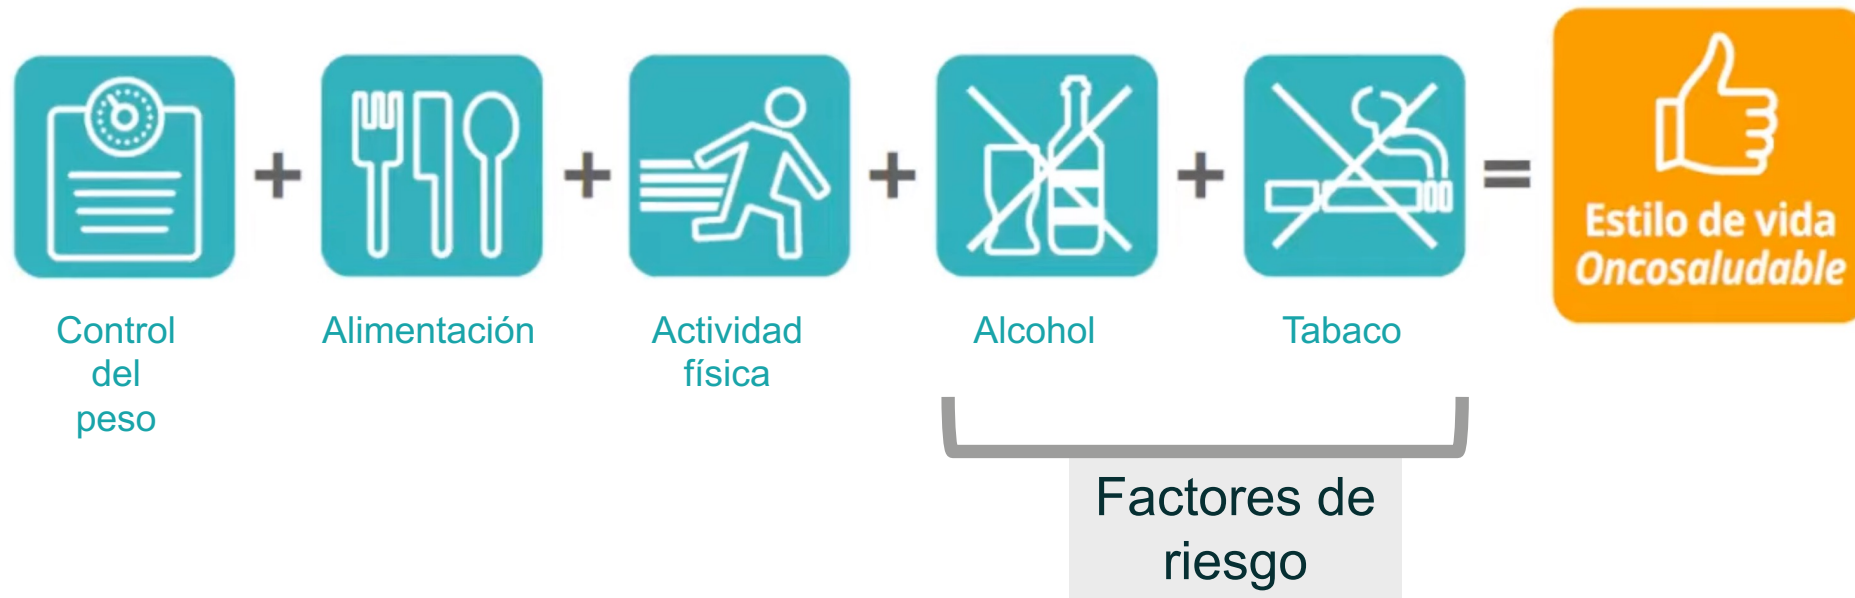 Estilo de vida
Oncosaludable
Control
del
peso
Alimentación
Actividad
física
Alcohol
Tabaco
Factores de
riesgo